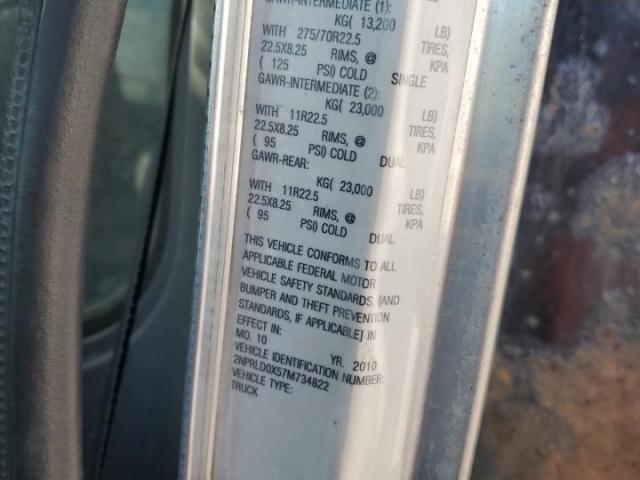 GAWR-INTERMEDIATE (1):
KG( 13,200 LB)
WITH 275/70R22.5 TIRES,
22.5X8.25 RIMS, @ KPA
( 125 PSI) COLD SINGLE
GAWR-INTERMEDIATE (2):
KG( 23,000 LB)
WITH 11R22.5 TIRES,
22.5X8.25 RIMS, @ KPA
( 95 PSI) COLD DUAL
GAWR-REAR:
KG( 23,000 LB)
WITH 11R22.5 TIRES,
22.5X8.25 RIMS, @ KPA
( 95 PSI) COLD DUAL
THIS VEHICLE CONFORMS TO ALL
APPLICABLE FEDERAL MOTOR
VEHICLE SAFETY STANDARDS, [AND
BUMPER AND THEFT PREVENTION
STANDARDS, IF APPLICABLE] IN
EFFECT IN:
MO. 10 YR. 2010
VEHICLE IDENTIFICATION NUMBER:
2NPRLD0X57M734822
VEHICLE TYPE:
TRUCK